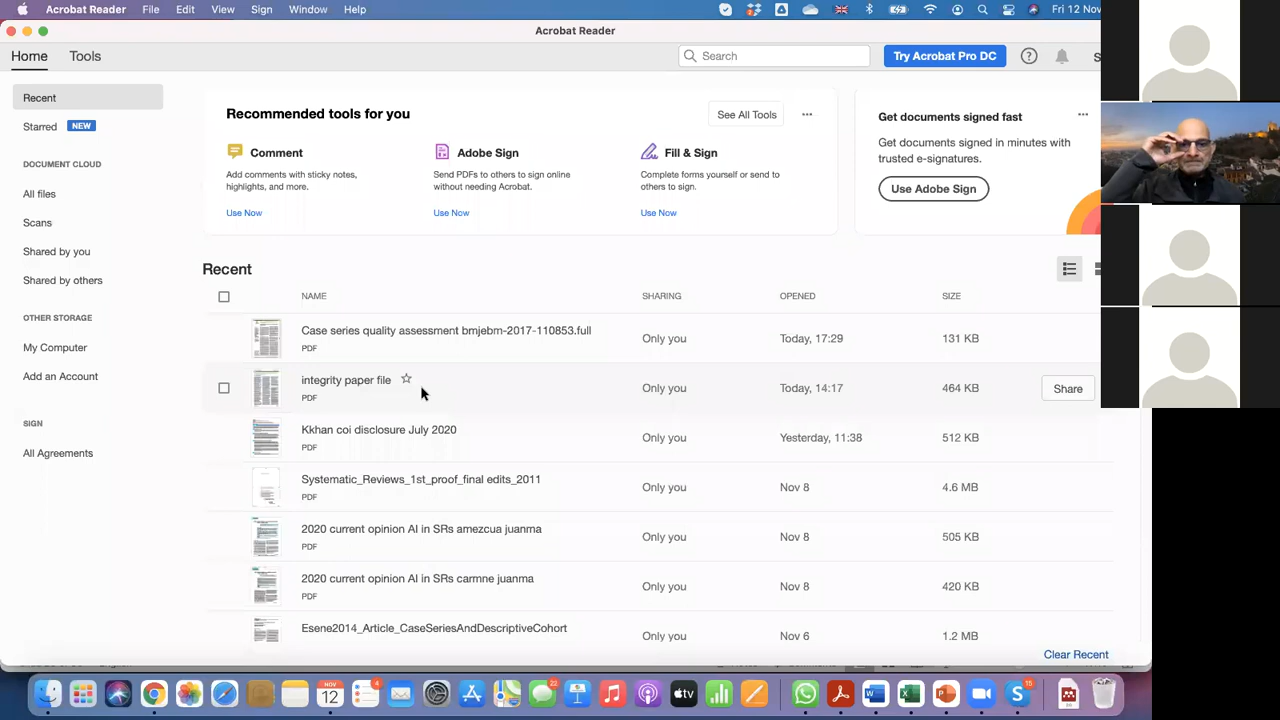 Acrobat Reader File Edit View Sign Window Help Fri 12 Nov
Acrobat Reader
Home Tools Search Try Acrobat Pro DC ? S
Recent
Starred NEW
DOCUMENT CLOUD
All files
Scans
Shared by you
Shared by others
OTHER STORAGE
My Computer
Add an Account
SIGN
All Agreements
Recommended tools for you
See All Tools
Comment
Add comments with sticky notes,
highlights, and more.
Use Now
Adobe Sign
Send PDFs to others to sign online
without needing Acrobat.
Use Now
Fill & Sign
Complete forms yourself or send to
others to sign.
Use Now
Get documents signed fast
Get documents signed in minutes with
trusted e-signatures.
Use Adobe Sign
Recent
NAME SHARING OPENED SIZE
Case series quality assessment bmjebm-2017-110853.full Only you Today, 17:29 131 KB
PDF
integrity paper file Only you Today, 14:17 464 KB Share
PDF
Kkhan coi disclosure July 2020 Only you Yesterday, 11:38 512 KB
PDF
Systematic_Reviews_1st_proof_final edits_2011 Only you Nov 8 4.6 MB
PDF
2020 current opinion AI in SRs amezcua juanma Only you Nov 8 505 KB
PDF
2020 current opinion AI in SRs carmne juanma Only you Nov 8 420 KB
PDF
Esene2014_Article_CaseSeriesAndDescriptiveCohort Only you Nov 6 1.2 MB
Clear Recent
NOV
12
4
22
15